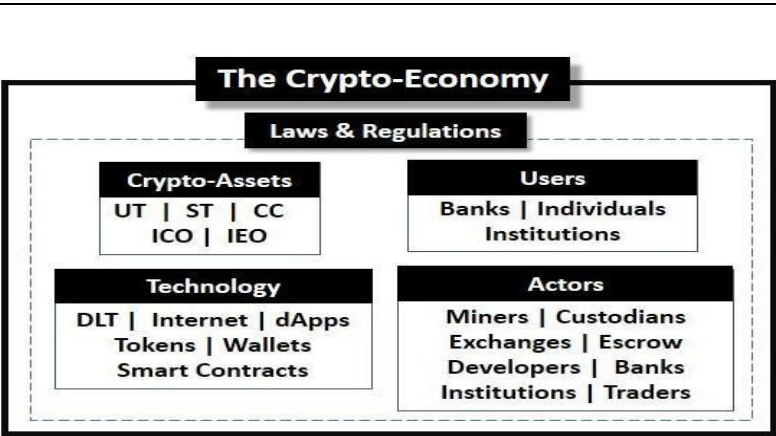 The Crypto-Economy
Laws & Regulations
Crypto-Assets
UT | ST | CC
ICO | IEO
Users
Banks | Individuals
Institutions
Technology
DLT | Internet | dApps
Tokens | Wallets
Smart Contracts
Actors
Miners | Custodians
Exchanges | Escrow
Developers | Banks
Institutions | Traders